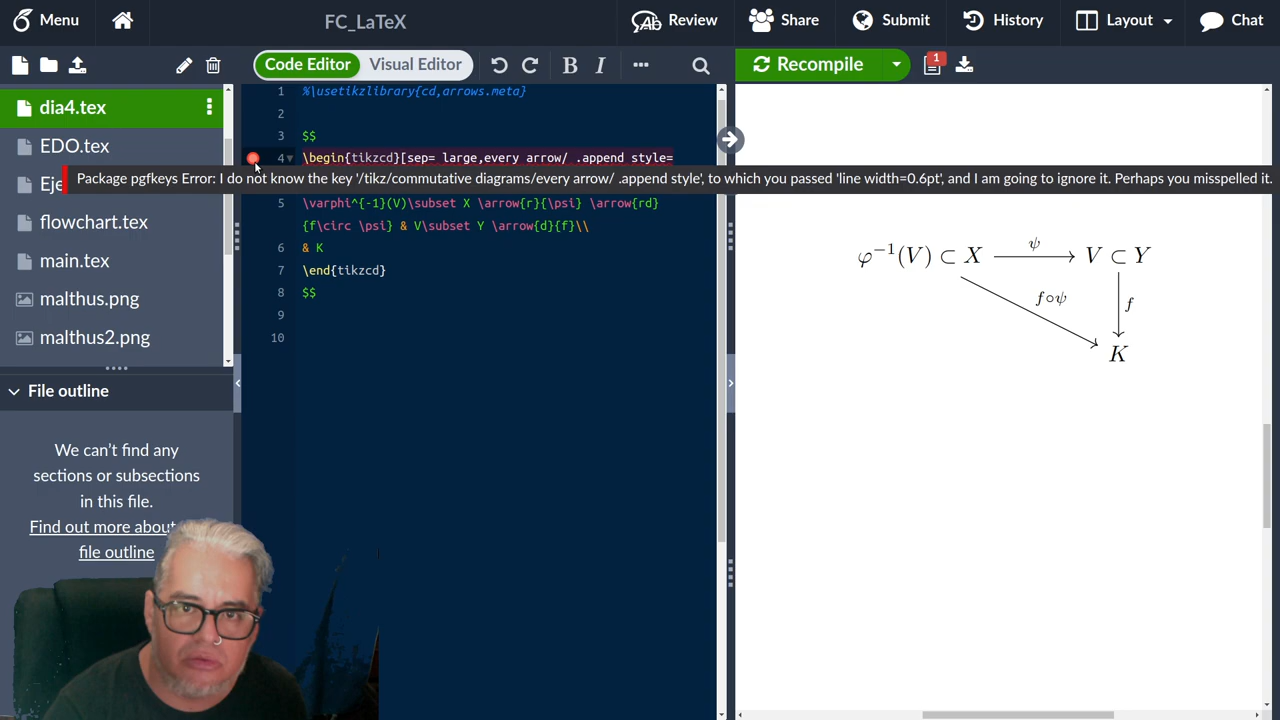 Menu
FC_LaTeX
Review
Share
Submit
History
Layout
Chat
Code Editor
Visual Editor
B I
Recompile
1
dia4.tex
EDO.tex
Eje
flowchart.tex
main.tex
malthus.png
malthus2.png
File outline
We can't find any
sections or subsections
in this file.
Find out more about
file outline
1 %\usetikzlibrary{cd,arrows.meta}
2
3 $$
4 \begin{tikzcd}[sep= large,every arrow/ .append style=
Package pgfkeys Error: I do not know the key '/tikz/commutative diagrams/every arrow/ .append style', to which you passed 'line width=0.6pt', and I am going to ignore it. Perhaps you misspelled it.
5 \varphi^{-1}(V)\subset X \arrow{r}{\psi} \arrow{rd}
{f\circ \psi} & V\subset Y \arrow{d}{f}\\
6 & K
7 \end{tikzcd}
8 $$
9
10
φ⁻¹(V) ⊂ X
ψ
V ⊂ Y
f∘ψ
f
K